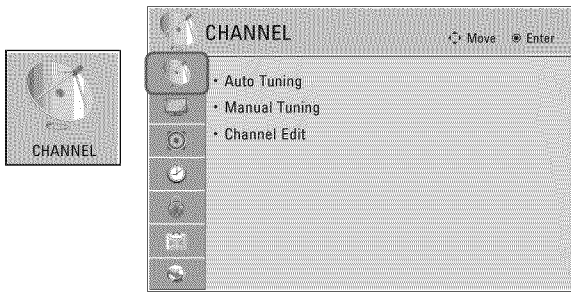 CHANNEL
CHANNEL
Move Enter
• Auto Tuning
• Manual Tuning
• Channel Edit